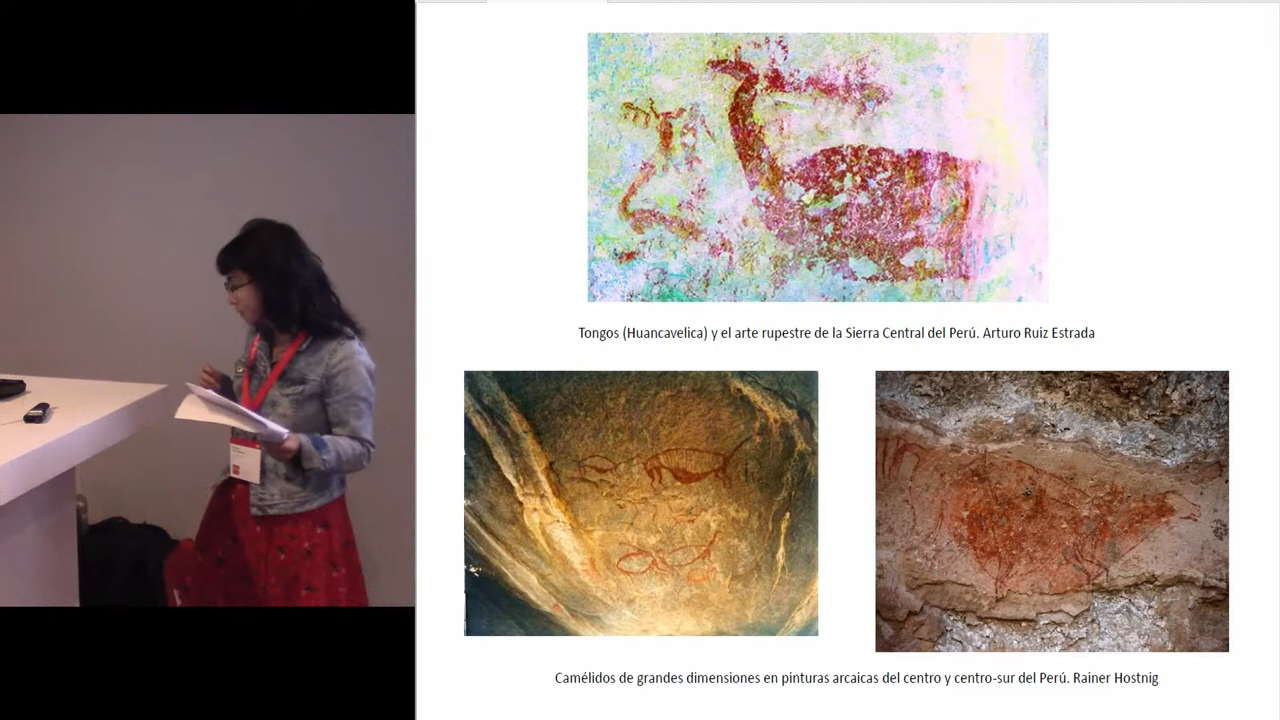 Tongos (Huancavelica) y el arte rupestre de la Sierra Central del Perú. Arturo Ruiz Estrada
Camélidos de grandes dimensiones en pinturas arcaicas del centro y centro-sur del Perú. Rainer Hostnig